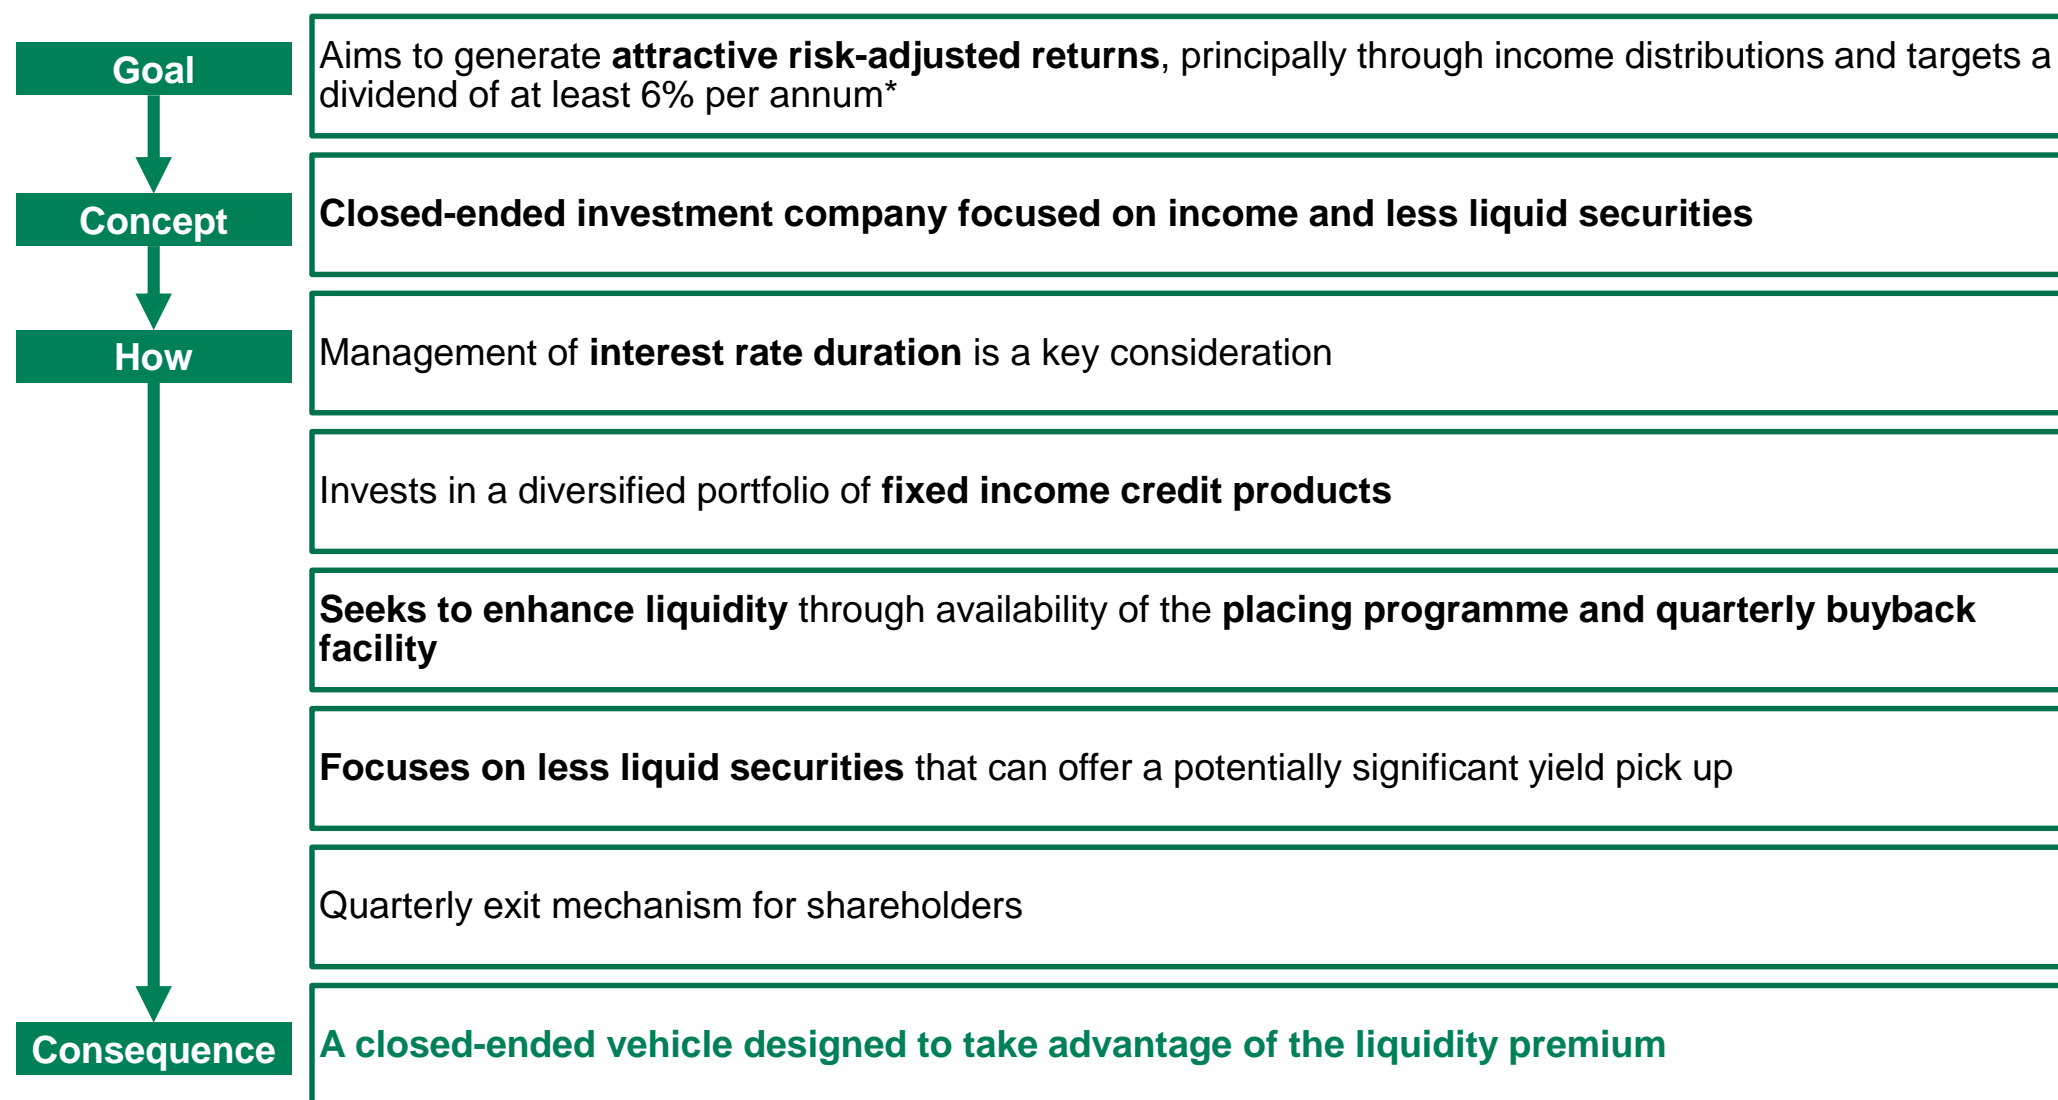 Goal
Aims to generate attractive risk-adjusted returns, principally through income distributions and targets a
dividend of at least 6% per annum*
Concept
Closed-ended investment company focused on income and less liquid securities
How
Management of interest rate duration is a key consideration
Invests in a diversified portfolio of fixed income credit products
Seeks to enhance liquidity through availability of the placing programme and quarterly buyback
facility
Focuses on less liquid securities that can offer a potentially significant yield pick up
Quarterly exit mechanism for shareholders
Consequence
A closed-ended vehicle designed to take advantage of the liquidity premium